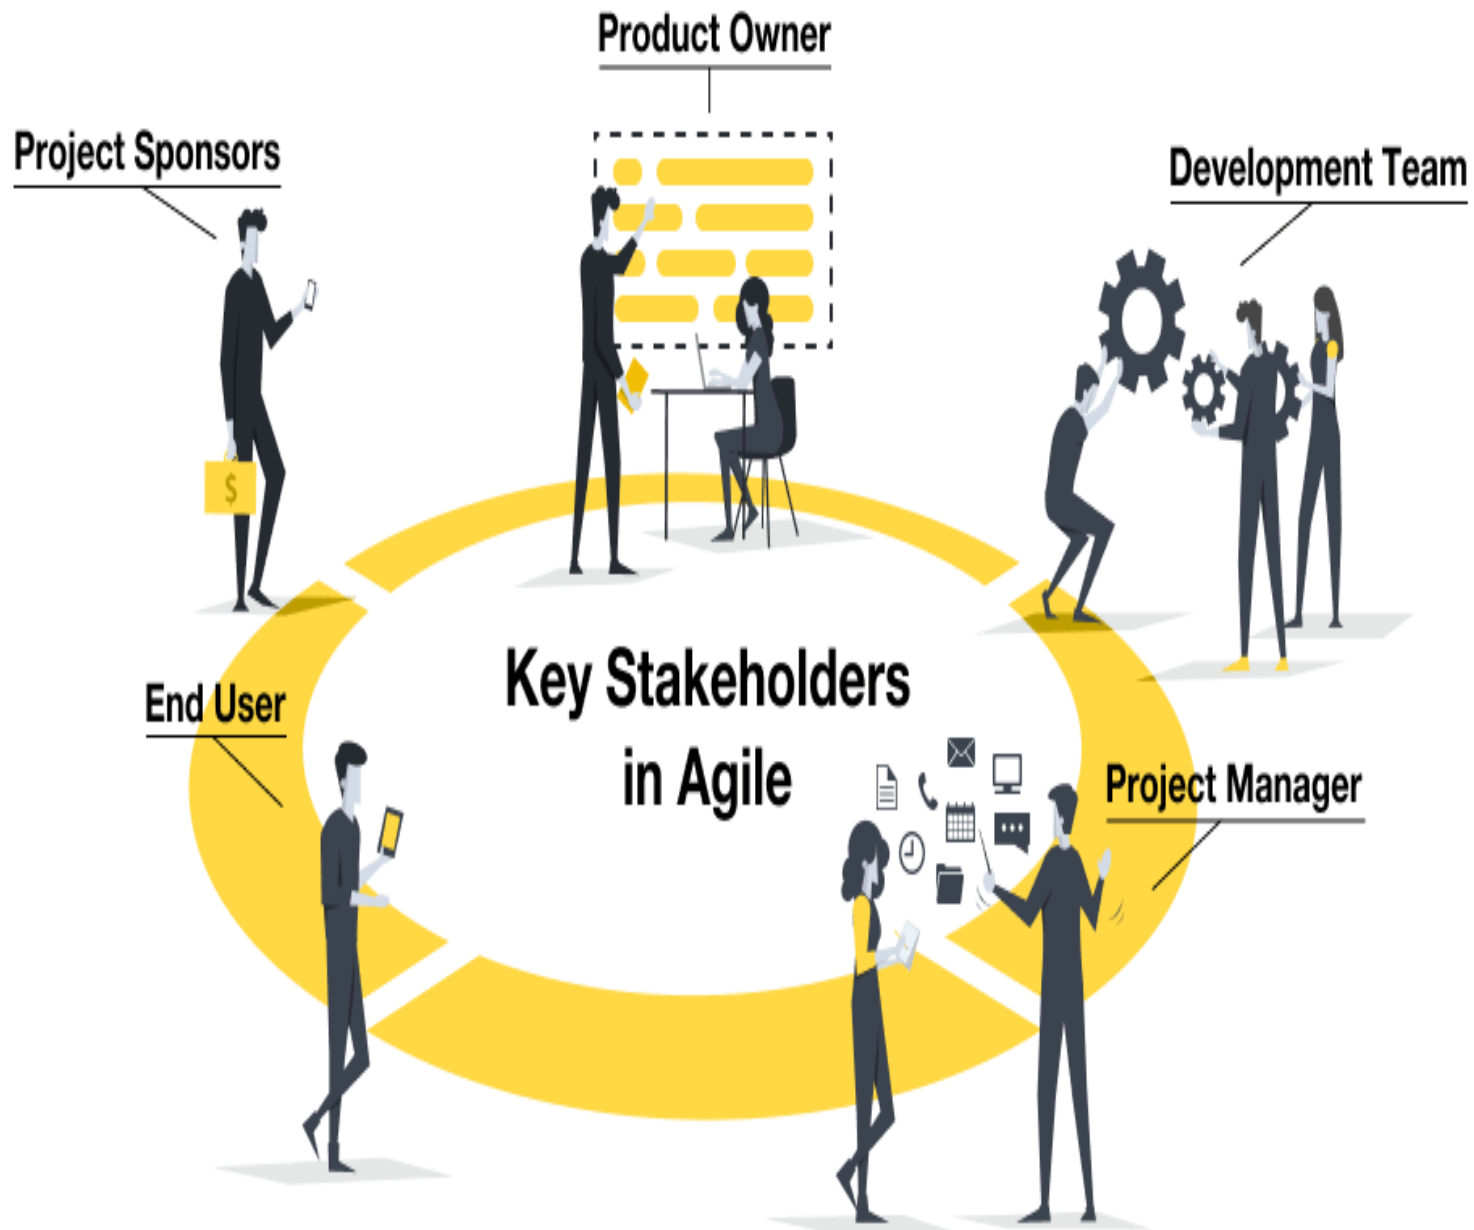 Product Owner
Project Sponsors
Development Team
$
Key Stakeholders
in Agile
End User
Project Manager